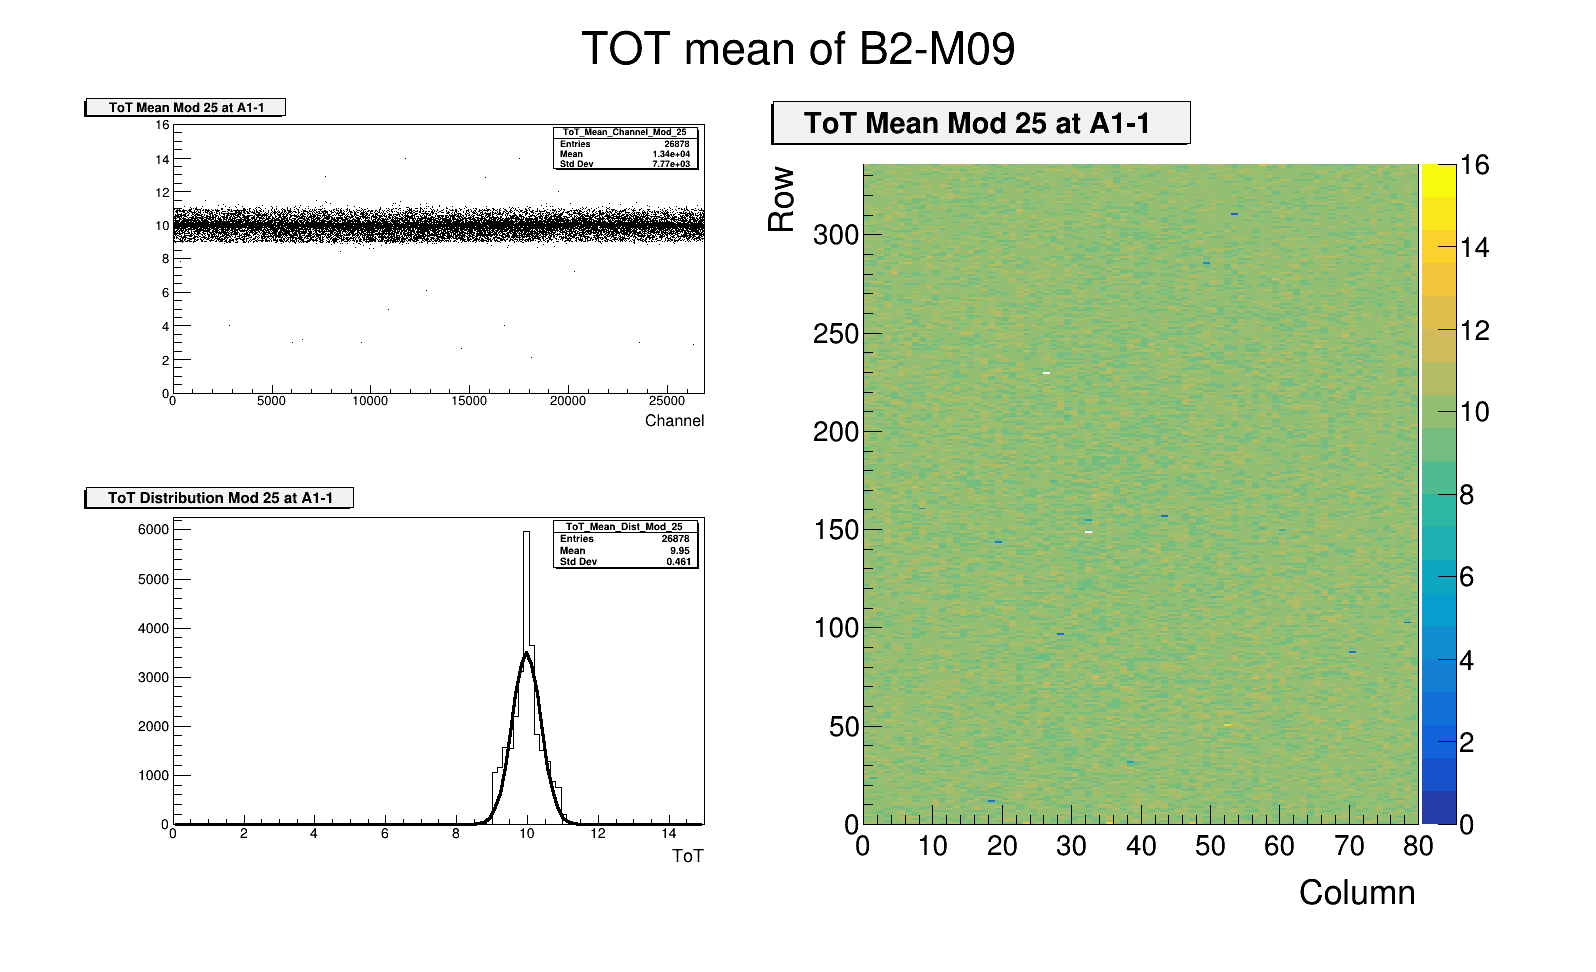 TOT mean of B2-M09
ToT Mean Mod 25 at A1-1
ToT_Mean_Channel_Mod_25
Entries 26878
Mean 1.34e+04
Std Dev 7.77e+03
16
14
12
10
8
6
4
2
0
0 5000 10000 15000 20000 25000
Channel
ToT Distribution Mod 25 at A1-1
ToT_Mean_Dist_Mod_25
Entries 26878
Mean 9.95
Std Dev 0.461
6000
5000
4000
3000
2000
1000
0
0 2 4 6 8 10 12 14
ToT
ToT Mean Mod 25 at A1-1
Row
300
250
200
150
100
50
0
0 10 20 30 40 50 60 70 80
Column
16
14
12
10
8
6
4
2
0